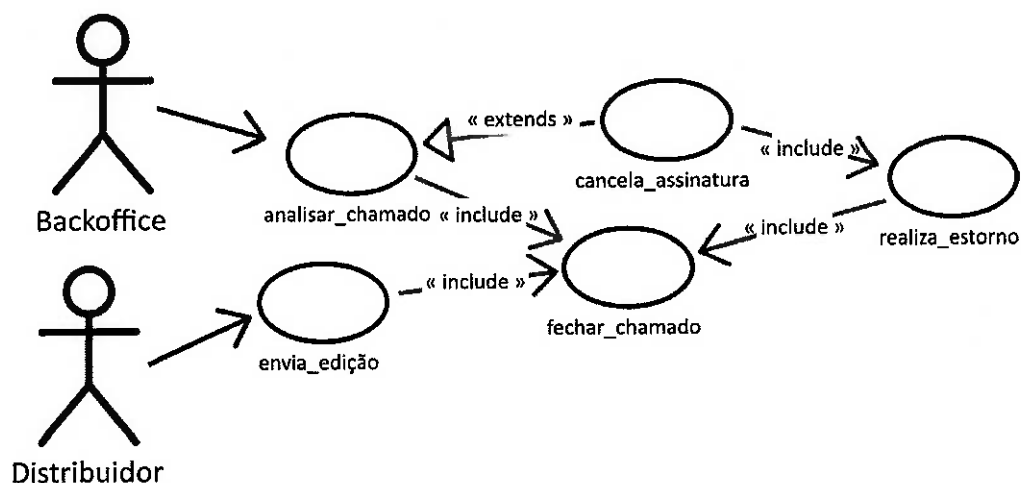 « extends »
« include »
cancela_assinatura
Backoffice
analisar_chamado
« include »
« include »
realiza_estorno
« include »
fechar_chamado
envia_edição
Distribuidor